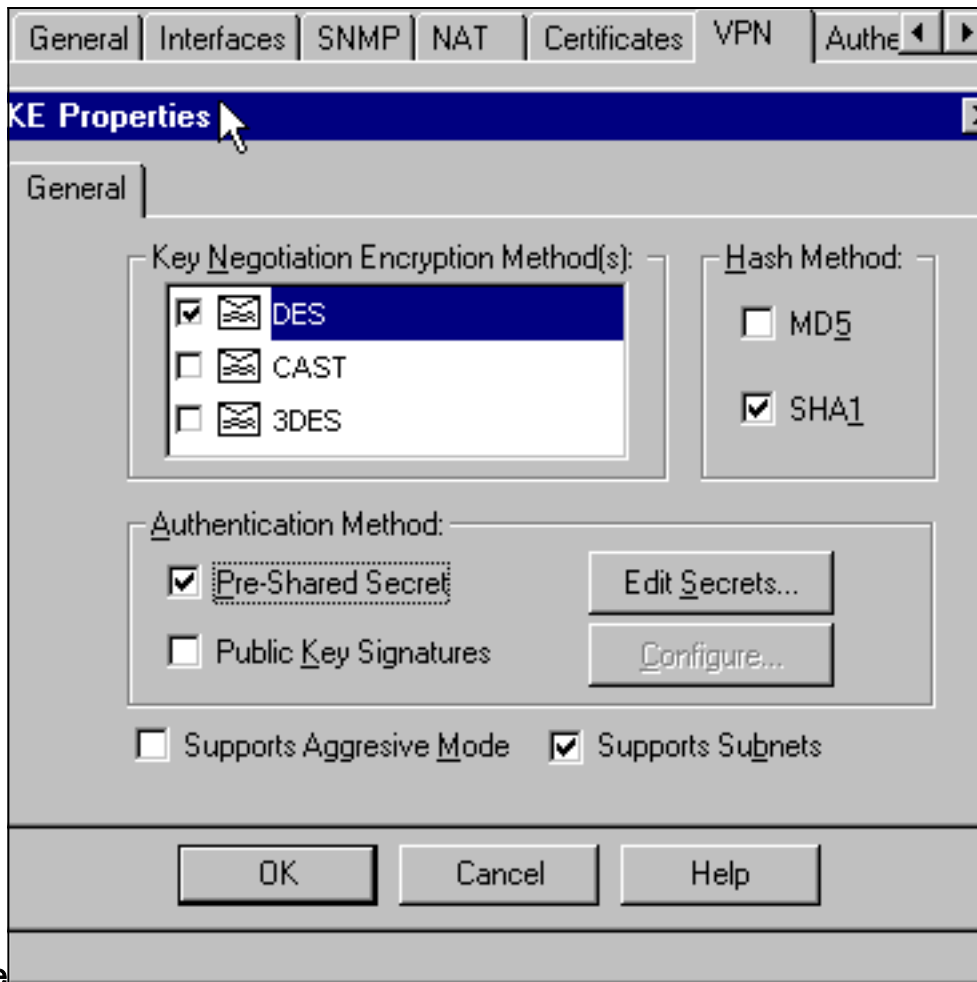 General Interfaces SNMP NAT Certificates VPN Authe
KE Properties
General
Key Negotiation Encryption Method(s):
DES
CAST
3DES
Hash Method:
MD5
SHA1
Authentication Method:
Pre-Shared Secret
Edit Secrets...
Public Key Signatures
Configure...
Supports Aggresive Mode
Supports Subnets
OK Cancel Help
e